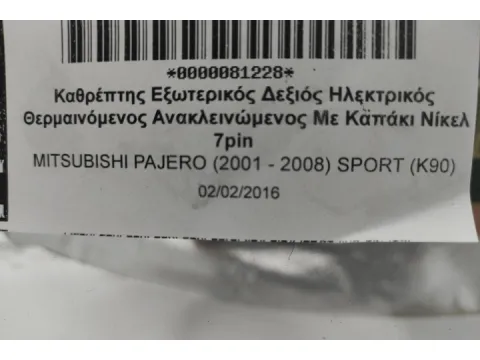 *0000081228*
Καθρέπτης Εξωτερικός Δεξιός Ηλεκτρικός
Θερμαινόμενος Ανακλεινώμενος Με Καπάκι Νίκελ
7pin
MITSUBISHI PAJERO (2001 - 2008) SPORT (K90)
02/02/2016